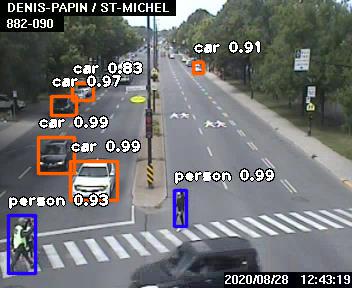 DENIS-PAPIN / ST-MICHEL
882-090
car 0.91
car 0.83
car 0.97
car 0.99
car 0.99
person 0.99
person 0.93
2020/08/28 12:43:19